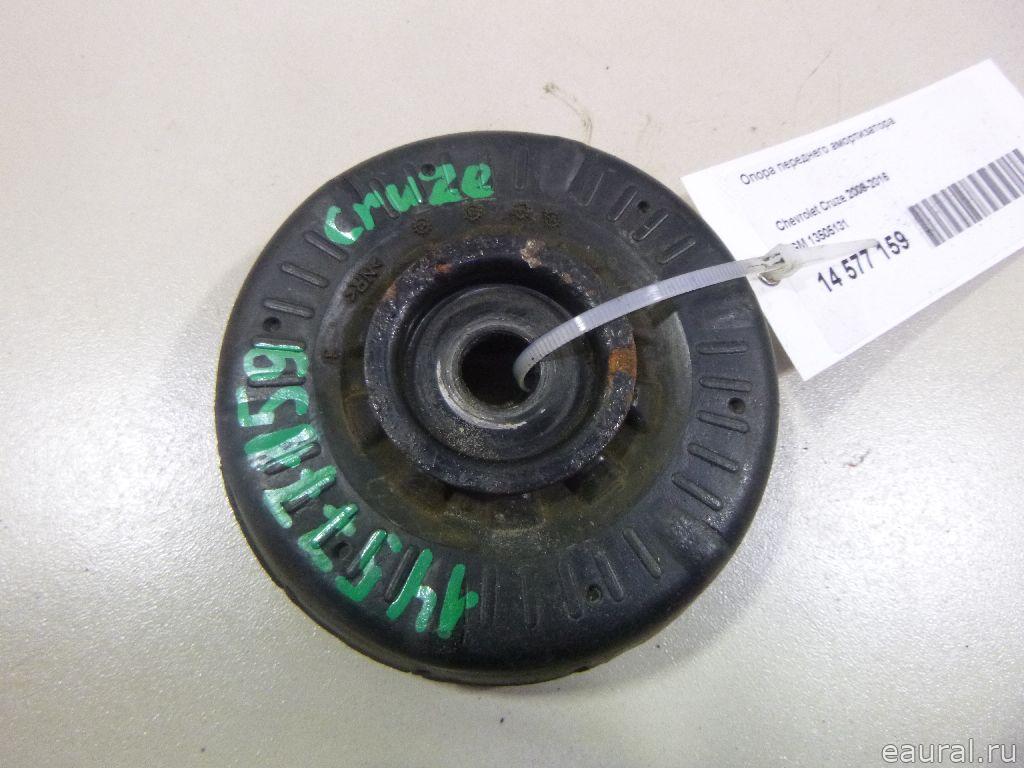 Cruze
14577159
Опора переднего амортизатора
Chevrolet Cruze 2009-2016
GM 13505131
14 577 159
eaural.ru